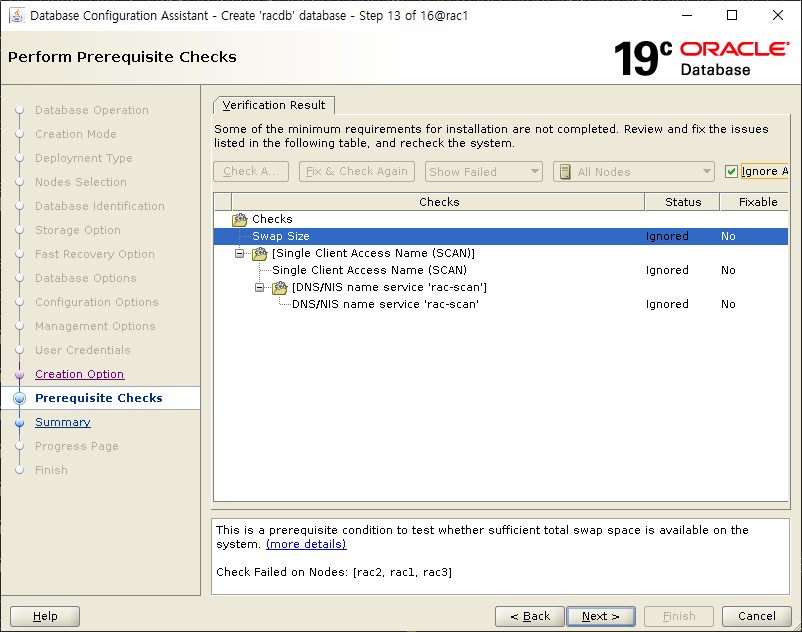 Database Configuration Assistant - Create 'racdb' database - Step 13 of 16@rac1
Perform Prerequisite Checks
19c ORACLE
Database
Database Operation
Creation Mode
Deployment Type
Nodes Selection
Database Identification
Storage Option
Fast Recovery Option
Database Options
Configuration Options
Management Options
User Credentials
Creation Option
Prerequisite Checks
Summary
Progress Page
Finish
Verification Result
Some of the minimum requirements for installation are not completed. Review and fix the issues
listed in the following table, and recheck the system.
Check A... Fix & Check Again Show Failed All Nodes Ignore A
Checks Status Fixable
Checks
Swap Size Ignored No
[Single Client Access Name (SCAN)]
Single Client Access Name (SCAN) Ignored No
[DNS/NIS name service 'rac-scan']
DNS/NIS name service 'rac-scan' Ignored No
This is a prerequisite condition to test whether sufficient total swap space is available on the
system. (more details)
Check Failed on Nodes: [rac2, rac1, rac3]
Help < Back Next > Finish Cancel